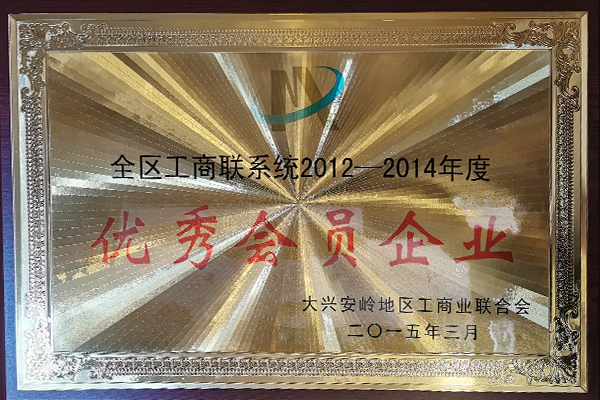 全区工商联系统2012—2014年度
优秀会员企业
大兴安岭地区工商业联合会
二〇一五年三月